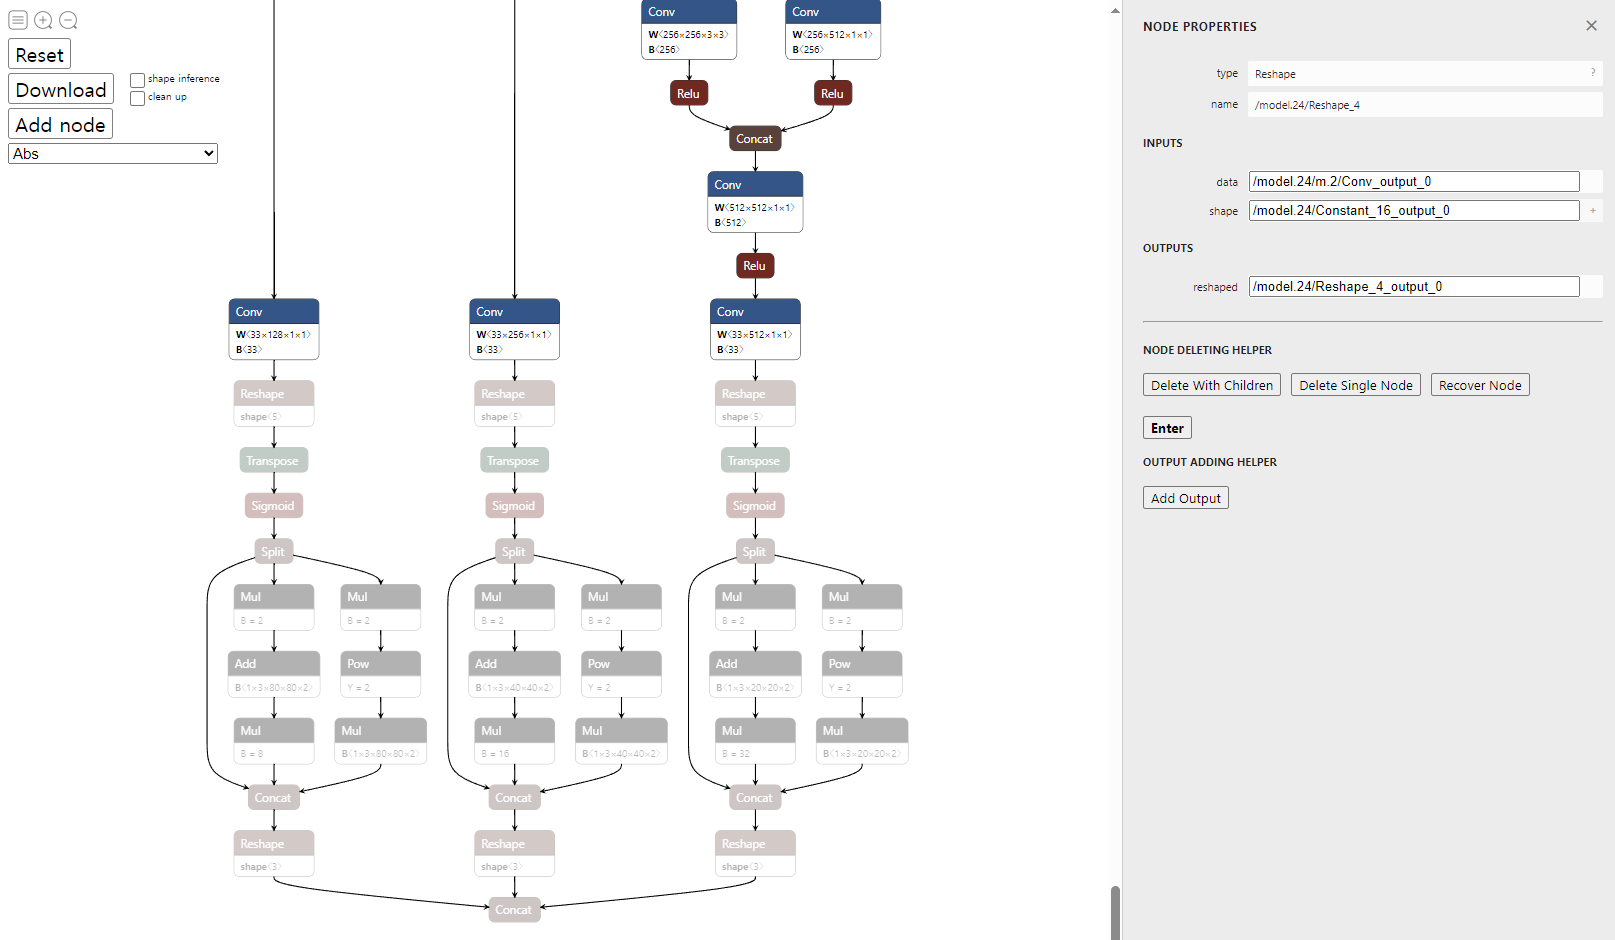 Reset
Download
Add node
shape inference
clean up
Abs
Conv
W⟨256×256×3×3⟩
B⟨256⟩
Conv
W⟨256×512×1×1⟩
B⟨256⟩
Relu
Relu
Concat
Conv
W⟨512×512×1×1⟩
B⟨512⟩
Relu
Conv
W⟨33×128×1×1⟩
B⟨33⟩
Conv
W⟨33×256×1×1⟩
B⟨33⟩
Conv
W⟨33×512×1×1⟩
B⟨33⟩
Reshape
shape⟨5⟩
Reshape
shape⟨5⟩
Reshape
shape⟨5⟩
Transpose
Transpose
Transpose
Sigmoid
Sigmoid
Sigmoid
Split
Split
Split
Mul
B = 2
Mul
B = 2
Mul
B = 2
Mul
B = 2
Mul
B = 2
Mul
B = 2
Add
B⟨1×3×80×80×2⟩
Pow
Y = 2
Add
B⟨1×3×40×40×2⟩
Pow
Y = 2
Add
B⟨1×3×20×20×2⟩
Pow
Y = 2
Mul
B = 8
Mul
B⟨1×3×80×80×2⟩
Mul
B = 16
Mul
B⟨1×3×40×40×2⟩
Mul
B = 32
Mul
B⟨1×3×20×20×2⟩
Concat
Concat
Concat
Reshape
shape⟨3⟩
Reshape
shape⟨3⟩
Reshape
shape⟨3⟩
Concat
NODE PROPERTIES
type Reshape ?
name /model.24/Reshape_4
INPUTS
data /model.24/m.2/Conv_output_0
shape /model.24/Constant_16_output_0 +
OUTPUTS
reshaped /model.24/Reshape_4_output_0
NODE DELETING HELPER
Delete With Children Delete Single Node Recover Node
Enter
OUTPUT ADDING HELPER
Add Output